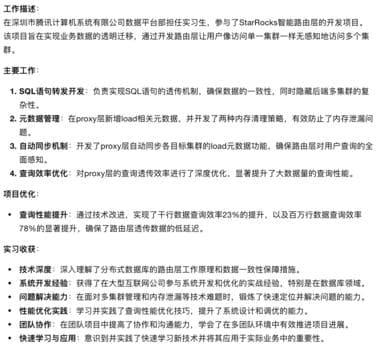 工作描述：
在深圳市腾讯计算机系统有限公司数据平台部担任实习生，参与了StarRocks智能路由层的开发项目。
该项目旨在实现业务数据的透明迁移，通过开发路由层让用户像访问单一集群一样无感知地访问多个集
群。
主要工作：
1. SQL语句转发开发：负责实现SQL语句的透传机制，确保数据的一致性，同时隐藏后端多集群的复
杂性。
2. 元数据管理：在proxy层新增load相关元数据，并开发了两种内存清理策略，有效防止了内存泄漏问
题。
3. 自动同步机制：开发了proxy层自动同步各目标集群的load元数据功能，确保路由层对用户查询的全
面感知。
4. 查询效率优化：对proxy层的查询透传效率进行了深度优化，显著提升了大数据量的查询性能。
项目优化：
• 查询性能提升：通过技术改进，实现了千行数据查询效率23%的提升，以及百万行数据查询效率
78%的显著提升，确保了路由层透传数据的低延迟。
实习收获：
• 技术深度：深入理解了分布式数据库的路由层工作原理和数据一致性保障措施。
• 系统开发经验：获得了在大型互联网公司参与系统开发和优化的实战经验，特别是在数据库领域。
• 问题解决能力：在面对多集群管理和内存泄漏等技术难题时，锻炼了快速定位并解决问题的能力。
• 性能优化实践：学习并实践了查询性能优化技巧，提升了系统设计和调优的能力。
• 团队协作：在团队项目中提高了协作和沟通能力，学会了在多团队环境中有效推进项目进展。
• 快速学习与应用：意识到并实践了快速学习新技术并将其应用于实际业务中的重要性。